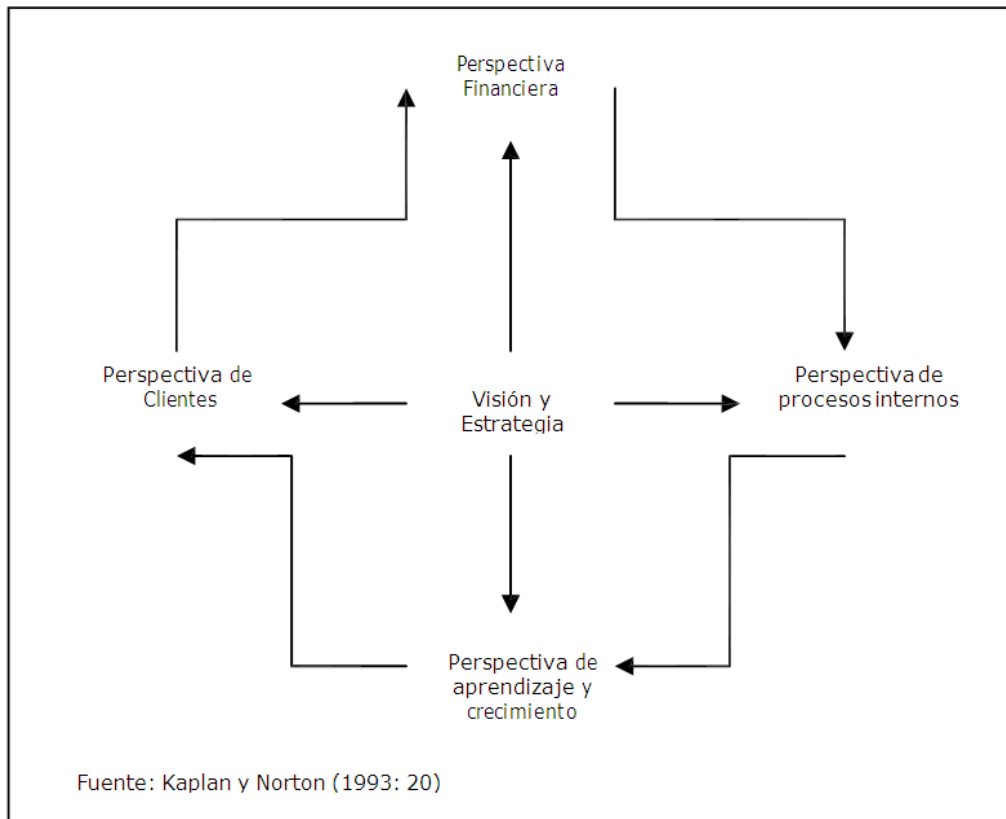 Perspectiva
Financiera
Perspectiva de
Clientes
Visión y
Estrategia
Perspectiva de
procesos internos
Perspectiva de
aprendizaje y
crecimiento
Fuente: Kaplan y Norton (1993: 20)